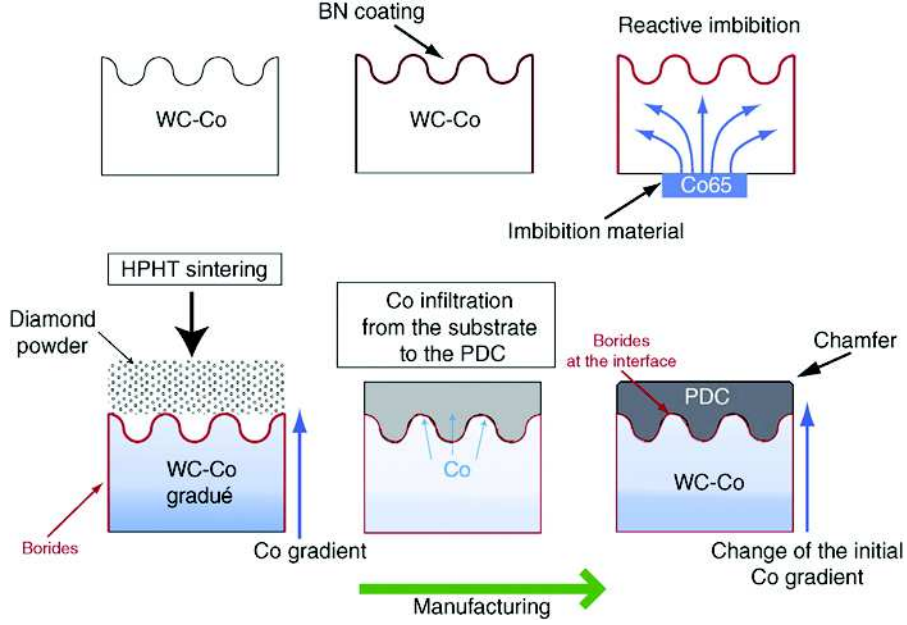 BN coating
Reactive imbibition
WC-Co
WC-Co
Co65
Imbibition material
HPHT sintering
Diamond
powder
WC-Co
gradué
Borides
Co gradient
Co infiltration
from the substrate
to the PDC
Co
Borides
at the interface
Chamfer
PDC
WC-Co
Change of the initial
Co gradient
Manufacturing